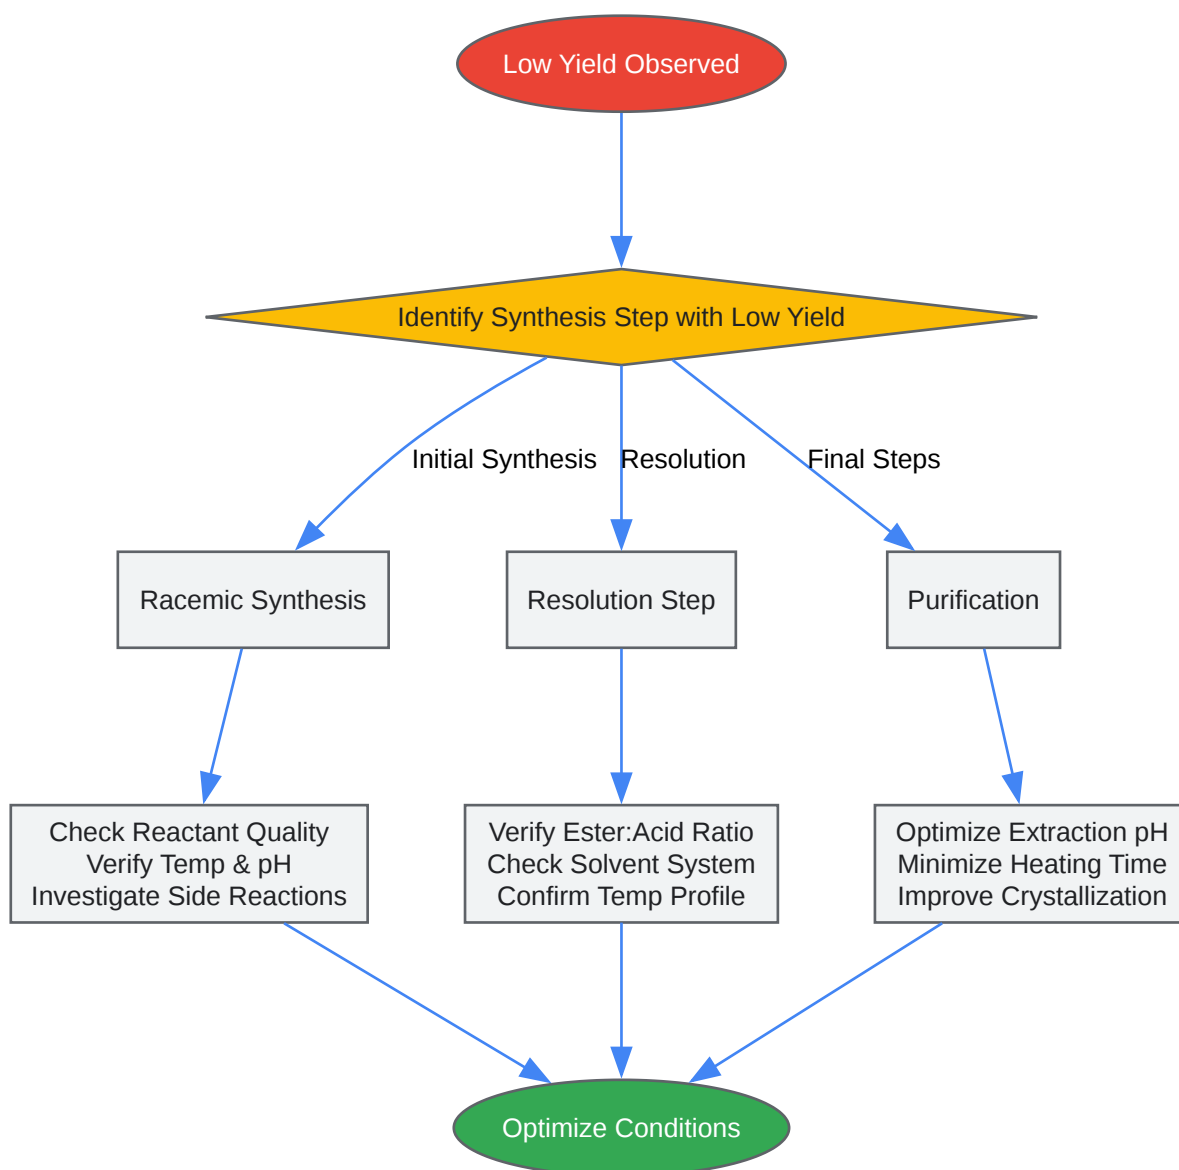 Low Yield Observed
Identify Synthesis Step with Low Yield
Initial Synthesis
Resolution
Final Steps
Racemic Synthesis
Resolution Step
Purification
Check Reactant Quality
Verify Temp & pH
Investigate Side Reactions
Verify Ester:Acid Ratio
Check Solvent System
Confirm Temp Profile
Optimize Extraction pH
Minimize Heating Time
Improve Crystallization
Optimize Conditions